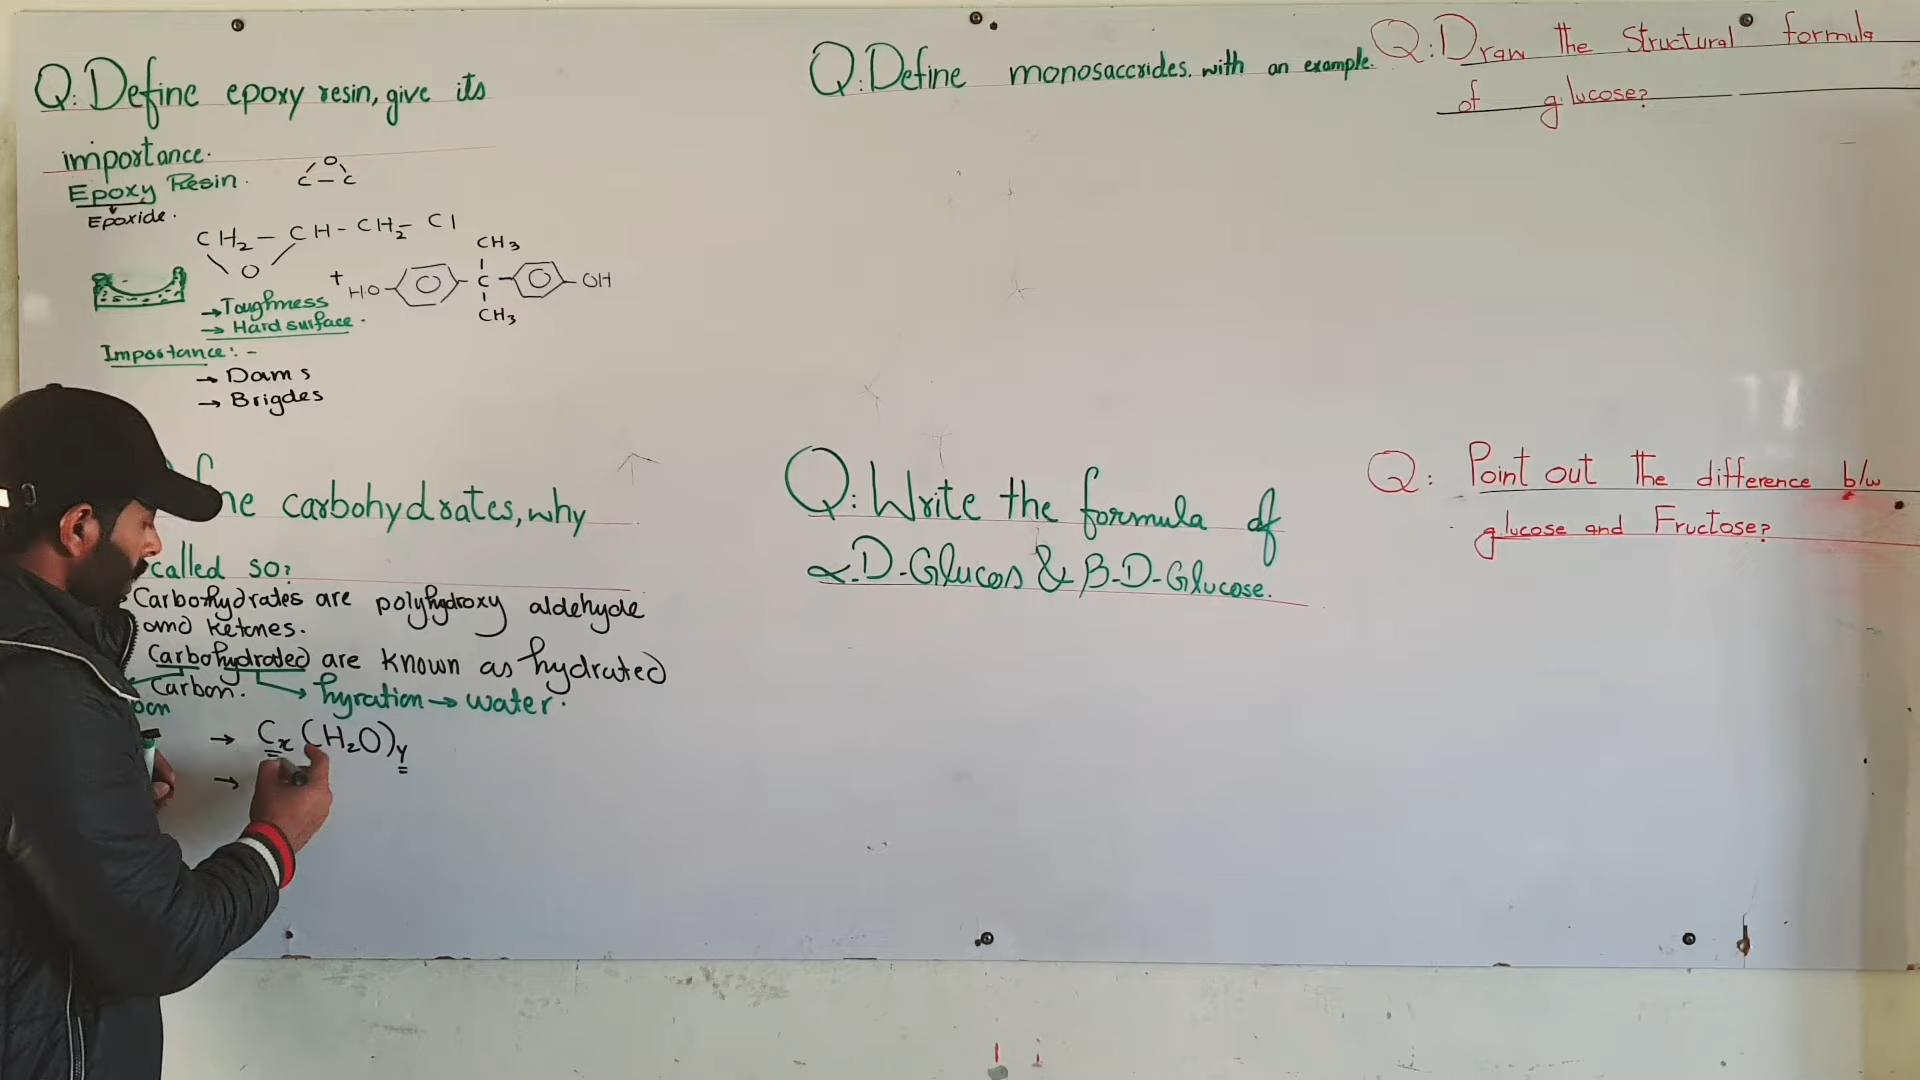 Q: Define epoxy resin, give its
importance.
Epoxy Resin.
O
C - C
Epoxide.
CH2 - CH - CH2 - Cl
O
+
CH3
HO - C - OH
CH3
→ Toughness
→ Hard surface.
Importance: -
→ Dams
→ Brigdes
carbohydrates, why
called so?
Carbohydrates are polyhydroxy aldehyde
and ketones.
Carbohydrated are known as hydrated
Carbon. → hyration → water.
→ Cx(H2O)y
→
Q: Define monosaccrides. with an example.
Q: Write the formula of
α.D-Glucos & β-D-Glucose.
Q: Draw the Structural formula
of glucose?
Q: Point out the difference b/w
glucose and Fructose?